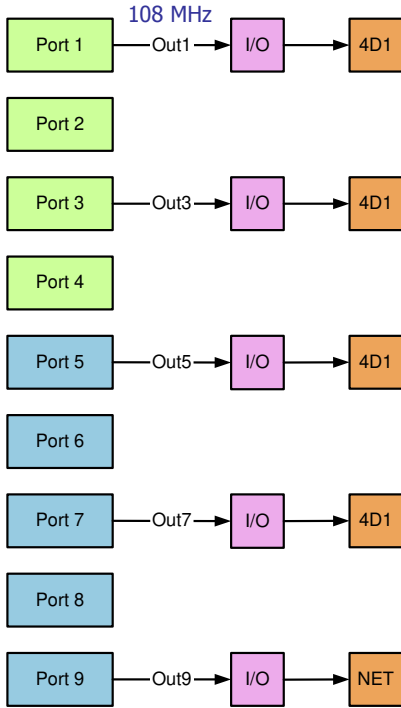 108 MHz
Port 1 Out1 I/O 4D1
Port 2
Port 3 Out3 I/O 4D1
Port 4
Port 5 Out5 I/O 4D1
Port 6
Port 7 Out7 I/O 4D1
Port 8
Port 9 Out9 I/O NET